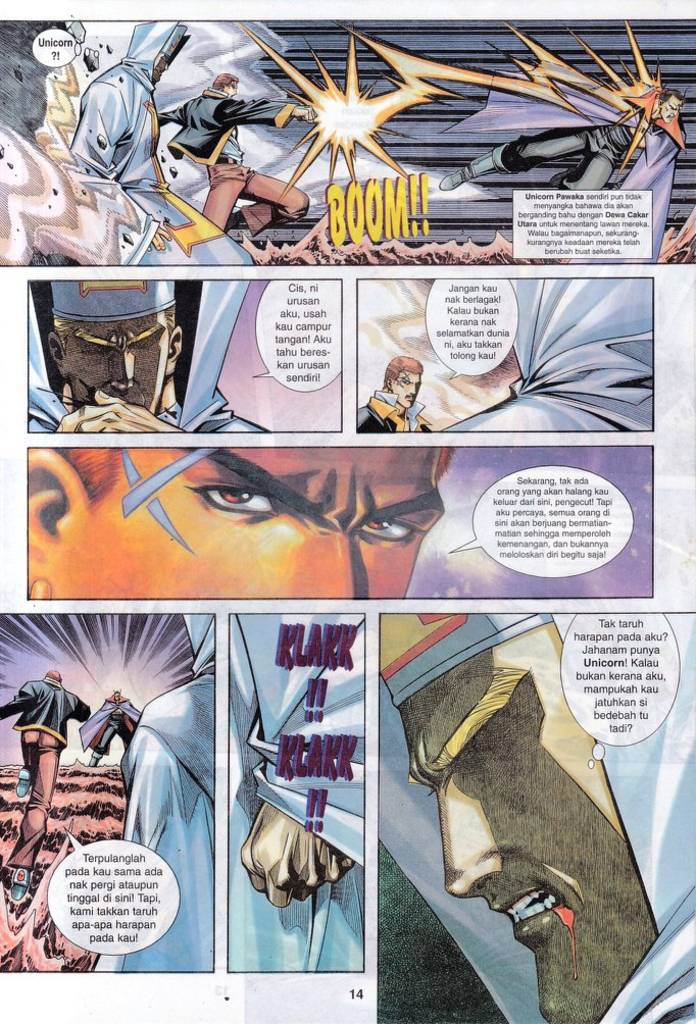 Unicorn
?!
BOOM!!
Unicorn Pawaka sendiri pun tidak
menyangka bahawa dia akan
berganding bahu dengan Dewa Cakar
Utara untuk menentang lawan mereka.
Walau bagaimanapun, sekurang-
kurangnya keadaan mereka telah
berubah buat seketika.
Cis, ni
urusan
aku, usah
kau campur
tangan! Aku
tahu beres-
kan urusan
sendiri!
Jangan kau
nak berlagak!
Kalau bukan
kerana nak
selamatkan dunia
ni, aku takkan
tolong kau!
Sekarang, tak ada
orang yang akan halang kau
keluar dari sini, pengecut! Tapi
aku percaya, semua orang di
sini akan berjuang bermatian-
matian sehingga memperoleh
kemenangan, dan bukannya
meloloskan diri begitu saja!
Terpulanglah
pada kau sama ada
nak pergi ataupun
tinggal di sini! Tapi,
kami takkan taruh
apa-apa harapan
pada kau!
KLAKK
!!
KLAKK
!!
Tak taruh
harapan pada aku?
Jahanam punya
Unicorn! Kalau
bukan kerana aku,
mampukah kau
jatuhkan si
bedebah tu
tadi?
14